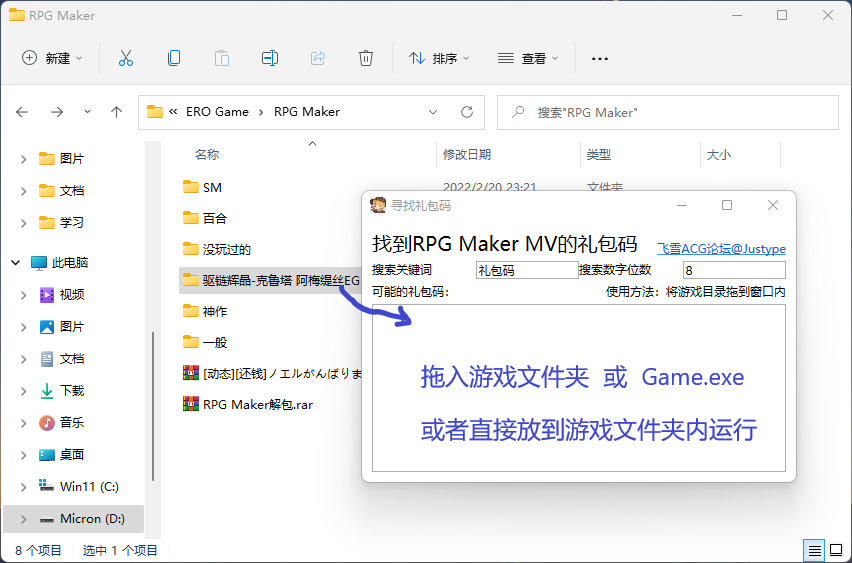 RPG Maker
新建
排序
查看
ERO Game
RPG Maker
搜索"RPG Maker"
图片
文档
学习
此电脑
视频
图片
文档
下载
音乐
桌面
Win11 (C:)
Micron (D:)
名称
修改日期
类型
大小
SM
2022/2/20 23:21
文件夹
百合
没玩过的
驱链辉晶-克鲁塔 阿梅缇丝EG
神作
一般
[动态][还钱]ノエルがんばりま
RPG Maker解包.rar
寻找礼包码
找到RPG Maker MV的礼包码
飞雪ACG论坛@Justype
搜索关键词
礼包码
搜索数字位数
8
可能的礼包码:
使用方法: 将游戏目录拖到窗口内
拖入游戏文件夹 或 Game.exe
或者直接放到游戏文件夹内运行
8 个项目
选中 1 个项目